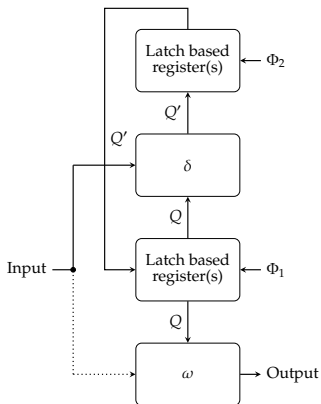 Latch based
register(s)
Φ2
Q′
Q′
δ
Q
Latch based
register(s)
Input
Φ1
Q
ω
Output